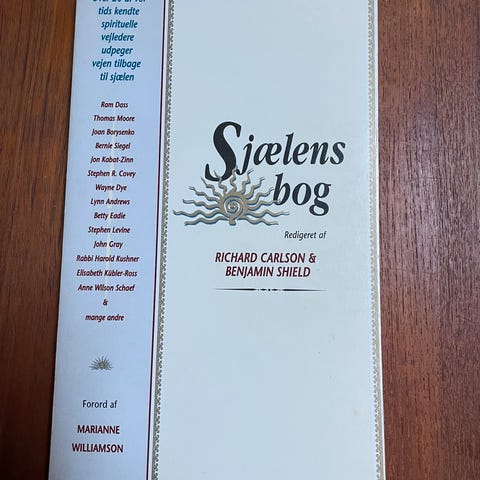 tids kendte
spirituelle
vejledere
udpeger
vejen tilbage
til sjælen
Ram Dass
Thomas Moore
Joan Borysenko
Bernie Siegel
Jon Kabat-Zinn
Stephen R. Covey
Wayne Dye
Lynn Andrews
Betty Eadie
Stephen Levine
John Gray
Rabbi Harold Kushner
Elisabeth Kübler-Ross
Anne Wilson Schaef
&
mange andre
Forord af
MARIANNE
WILLIAMSON
Sjælens
bog
Redigeret af
RICHARD CARLSON &
BENJAMIN SHIELD